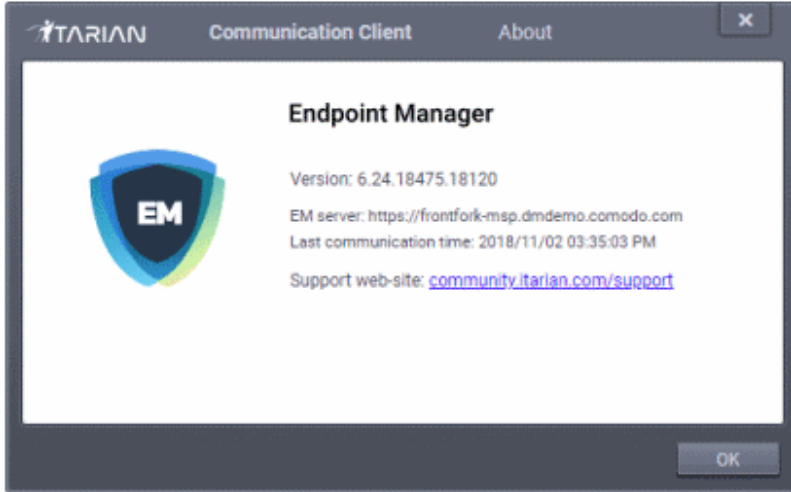 ITARIAN Communication Client About
Endpoint Manager
EM
Version: 6.24.18475.18120
EM server: https://frontfork-msp.dmdemo.comodo.com
Last communication time: 2018/11/02 03:35:03 PM
Support web-site: community.itarian.com/support
OK